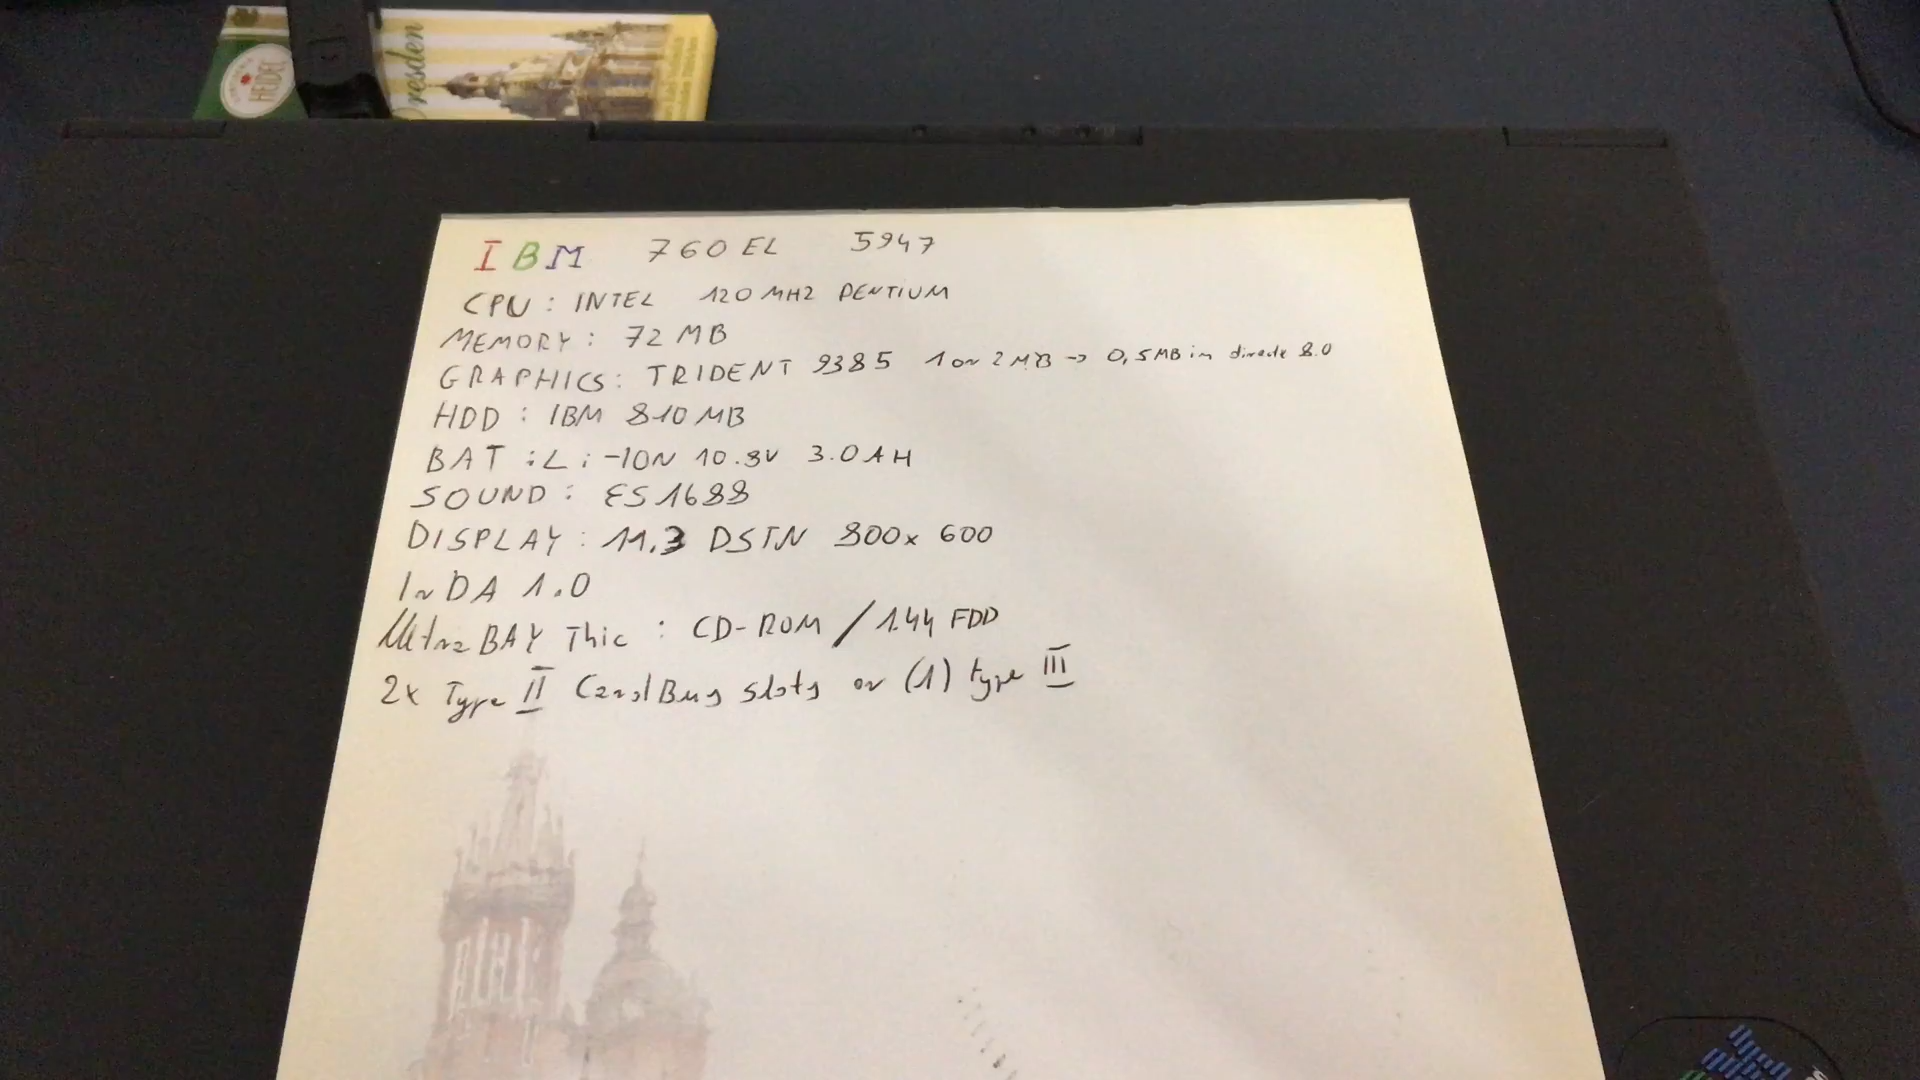 HEIDEL
Dresden
IBM 760EL 5947
CPU: INTEL 120 MHZ PENTIUM
MEMORY: 72 MB
GRAPHICS: TRIDENT 9385 1 or 2 MB -> 0,5MB in directx 8.0
HDD: IBM 810 MB
BAT: Li-ION 10.8V 3.0AH
SOUND: ES1688
DISPLAY: 11.3 DSTN 800x600
IrDA 1.0
UltraBAY Thic: CD-ROM / 1.44 FDD
2x Type II CardBus slots or (1) type III